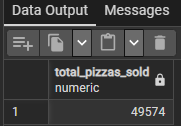 Data Output Messages
total_pizzas_sold
numeric
1 49574